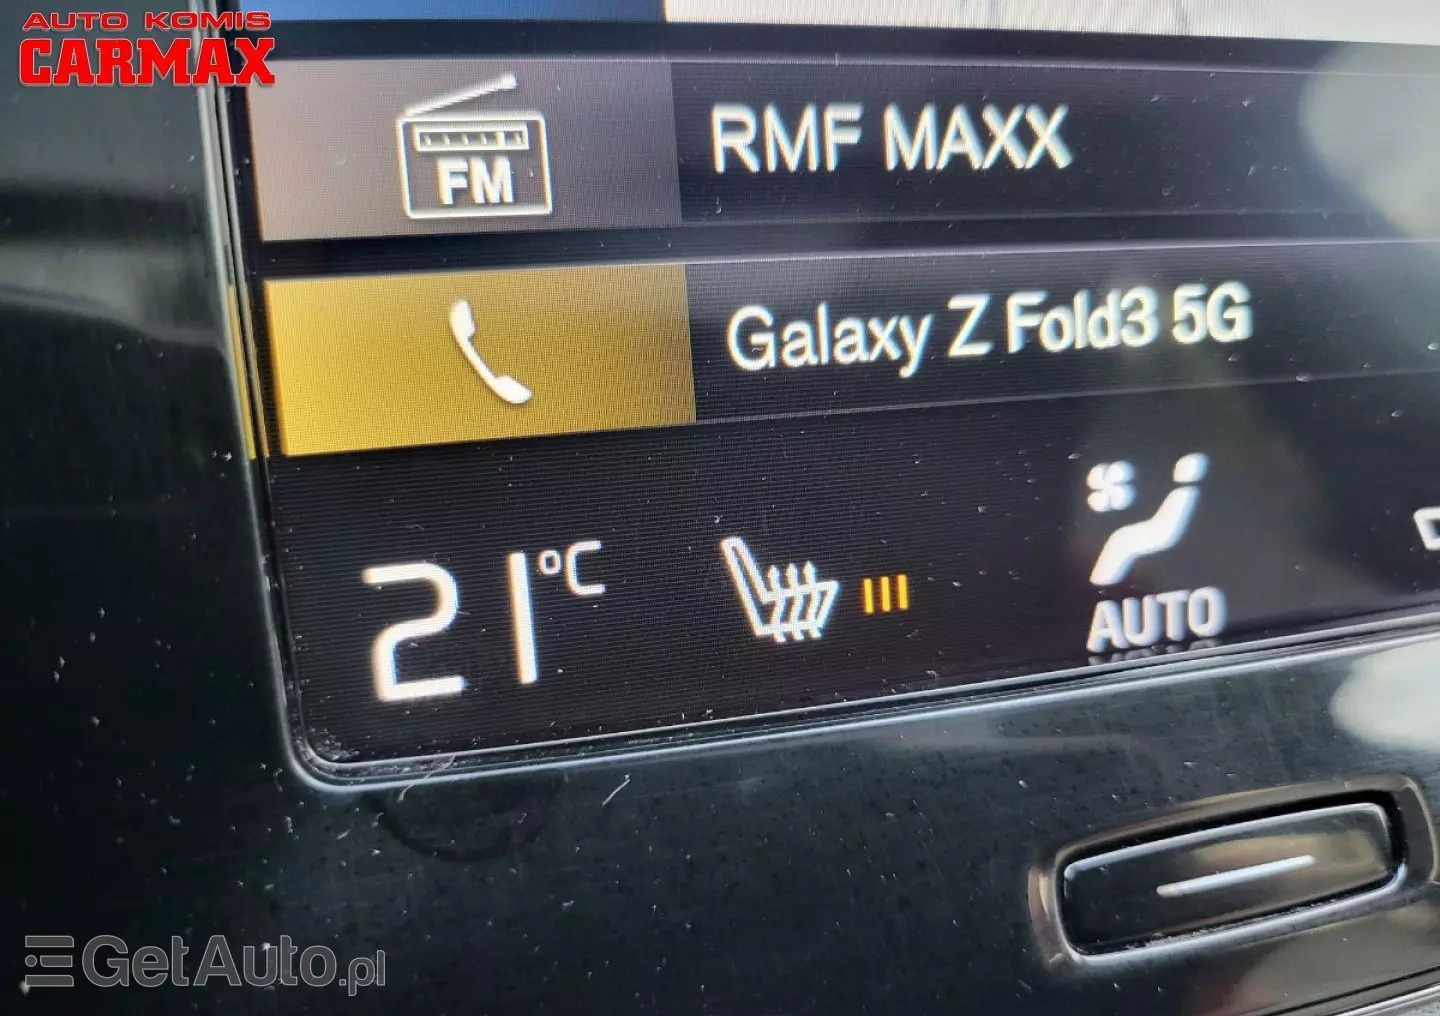 AUTO KOMIS
CARMAX
FM
RMF MAXX
Galaxy Z Fold3 5G
21°C
AUTO
GetAuto.pl